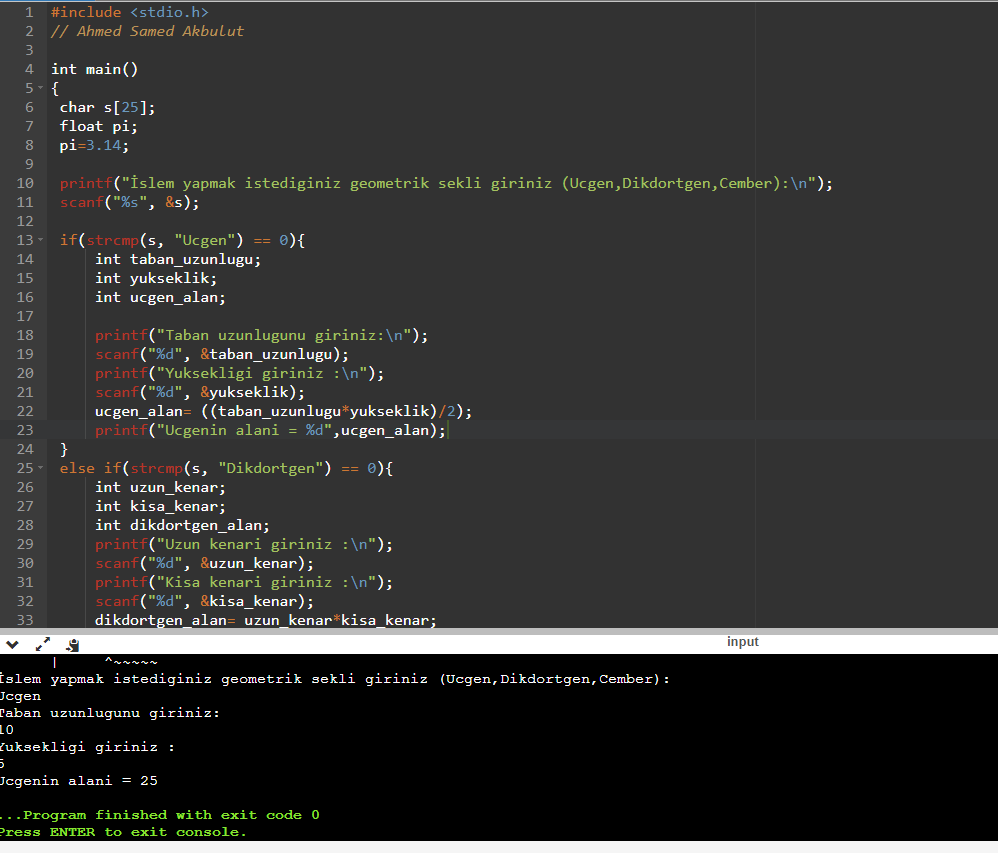 1 #include <stdio.h>
2 // Ahmed Samed Akbulut
3
4 int main()
5 {
6 char s[25];
7 float pi;
8 pi=3.14;
9
10 printf("İslem yapmak istediginiz geometrik sekli giriniz (Ucgen,Dikdortgen,Cember):\n");
11 scanf("%s", &s);
12
13 if(strcmp(s, "Ucgen") == 0){
14 int taban_uzunlugu;
15 int yukseklik;
16 int ucgen_alan;
17
18 printf("Taban uzunlugunu giriniz:\n");
19 scanf("%d", &taban_uzunlugu);
20 printf("Yuksekligi giriniz :\n");
21 scanf("%d", &yukseklik);
22 ucgen_alan= ((taban_uzunlugu*yukseklik)/2);
23 printf("Ucgenin alani = %d",ucgen_alan);
24 }
25 else if(strcmp(s, "Dikdortgen") == 0){
26 int uzun_kenar;
27 int kisa_kenar;
28 int dikdortgen_alan;
29 printf("Uzun kenari giriniz :\n");
30 scanf("%d", &uzun_kenar);
31 printf("Kisa kenari giriniz :\n");
32 scanf("%d", &kisa_kenar);
33 dikdortgen_alan= uzun_kenar*kisa_kenar;
input
| ^~~~~~
İslem yapmak istediginiz geometrik sekli giriniz (Ucgen,Dikdortgen,Cember):
Ucgen
Taban uzunlugunu giriniz:
10
Yuksekligi giriniz :
5
Ucgenin alani = 25
...Program finished with exit code 0
Press ENTER to exit console.